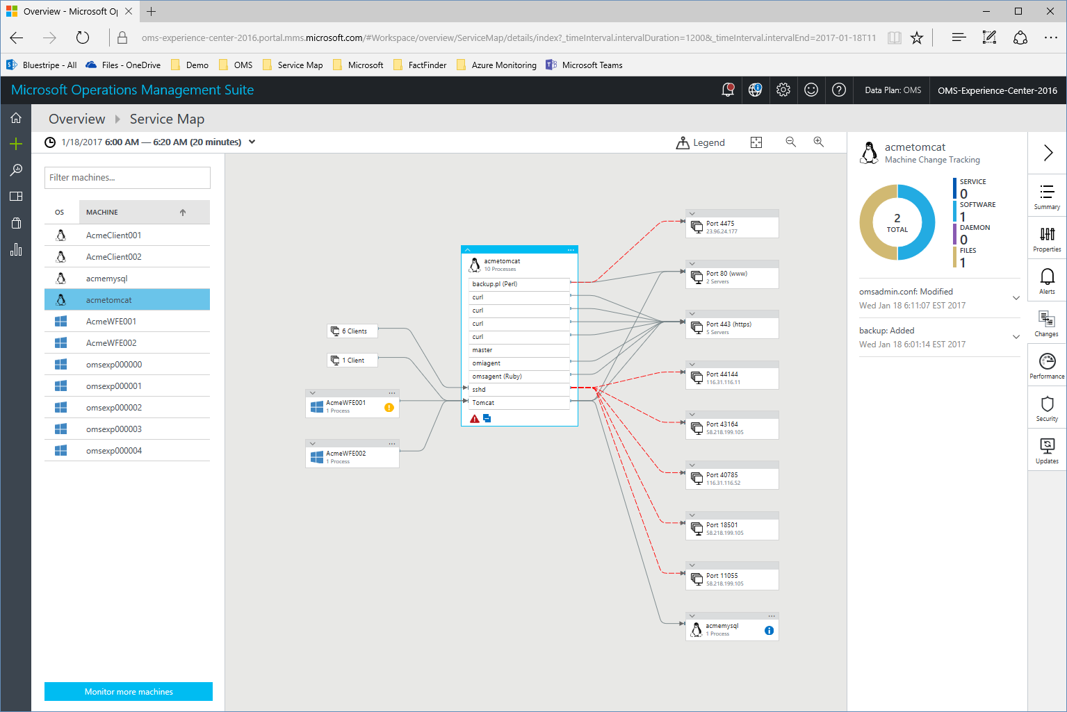 Overview - Microsoft O
oms-experience-center-2016.portal.mms.microsoft.com/#Workspace/overview/ServiceMap/details/index?_timeInterval.intervalDuration=1200&_timeInterval.intervalEnd=2017-01-18T11
Bluestripe - All Files - OneDrive Demo OMS Service Map Microsoft FactFinder Azure Monitoring Microsoft Teams
Microsoft Operations Management Suite
Data Plan: OMS OMS-Experience-Center-2016
Overview Service Map
1/18/2017 6:00 AM — 6:20 AM (20 minutes)
Legend
Filter machines...
OS MACHINE
AcmeClient001
AcmeClient002
acmemysql
acmetomcat
AcmeWFE001
AcmeWFE002
omsexp000000
omsexp000001
omsexp000002
omsexp000003
omsexp000004
Monitor more machines
6 Clients
1 Client
AcmeWFE001
1 Process
AcmeWFE002
1 Process
acmetomcat
10 Processes
backup.pl (Perl)
curl
curl
curl
curl
master
omiagent
omsagent (Ruby)
sshd
Tomcat
Port 4475
23.96.24.177
Port 80 (www)
2 Servers
Port 443 (https)
5 Servers
Port 44144
116.31.116.11
Port 43164
58.218.199.105
Port 40785
116.31.116.52
Port 18501
58.218.199.105
Port 11055
58.218.199.105
acmemysql
1 Process
acmetomcat
Machine Change Tracking
2
TOTAL
SERVICE
0
SOFTWARE
1
DAEMON
0
FILES
1
omsadmin.conf: Modified
Wed Jan 18 6:11:07 EST 2017
backup: Added
Wed Jan 18 6:01:14 EST 2017
Summary
Properties
Alerts
Changes
Performance
Security
Updates